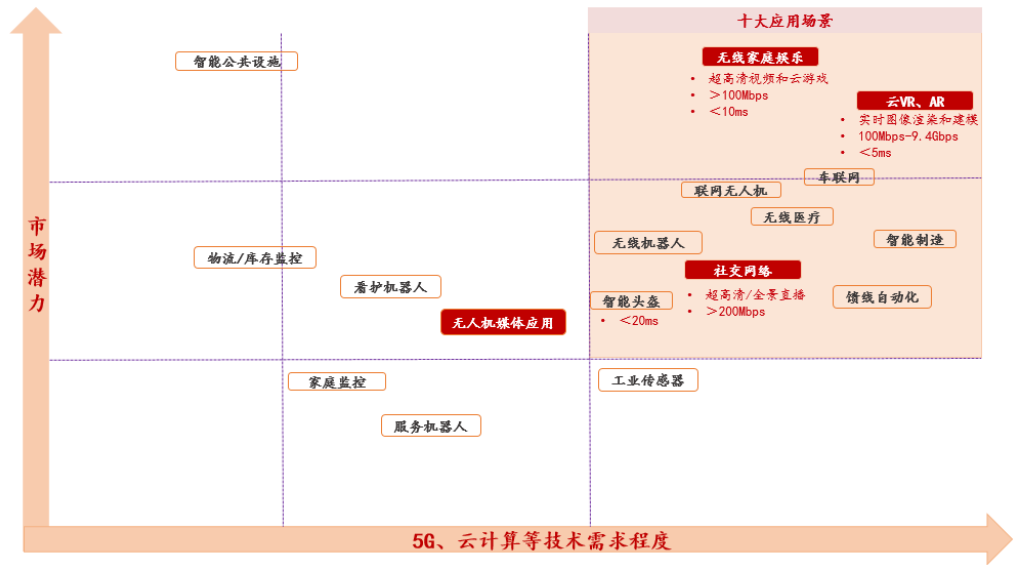 十大应用场景
智能公共设施
无线家庭娱乐
• 超高清视频和云游戏
• ＞100Mbps
• ＜10ms
云VR、AR
• 实时图像渲染和建模
• 100Mbps-9.4Gbps
• ＜5ms
车联网
联网无人机
无线医疗
无线机器人
智能制造
市场潜力
物流/库存监控
看护机器人
无人机媒体应用
社交网络
• 超高清/全景直播
• ＞200Mbps
智能头盔
• ＜20ms
馈线自动化
家庭监控
工业传感器
服务机器人
5G、云计算等技术需求程度